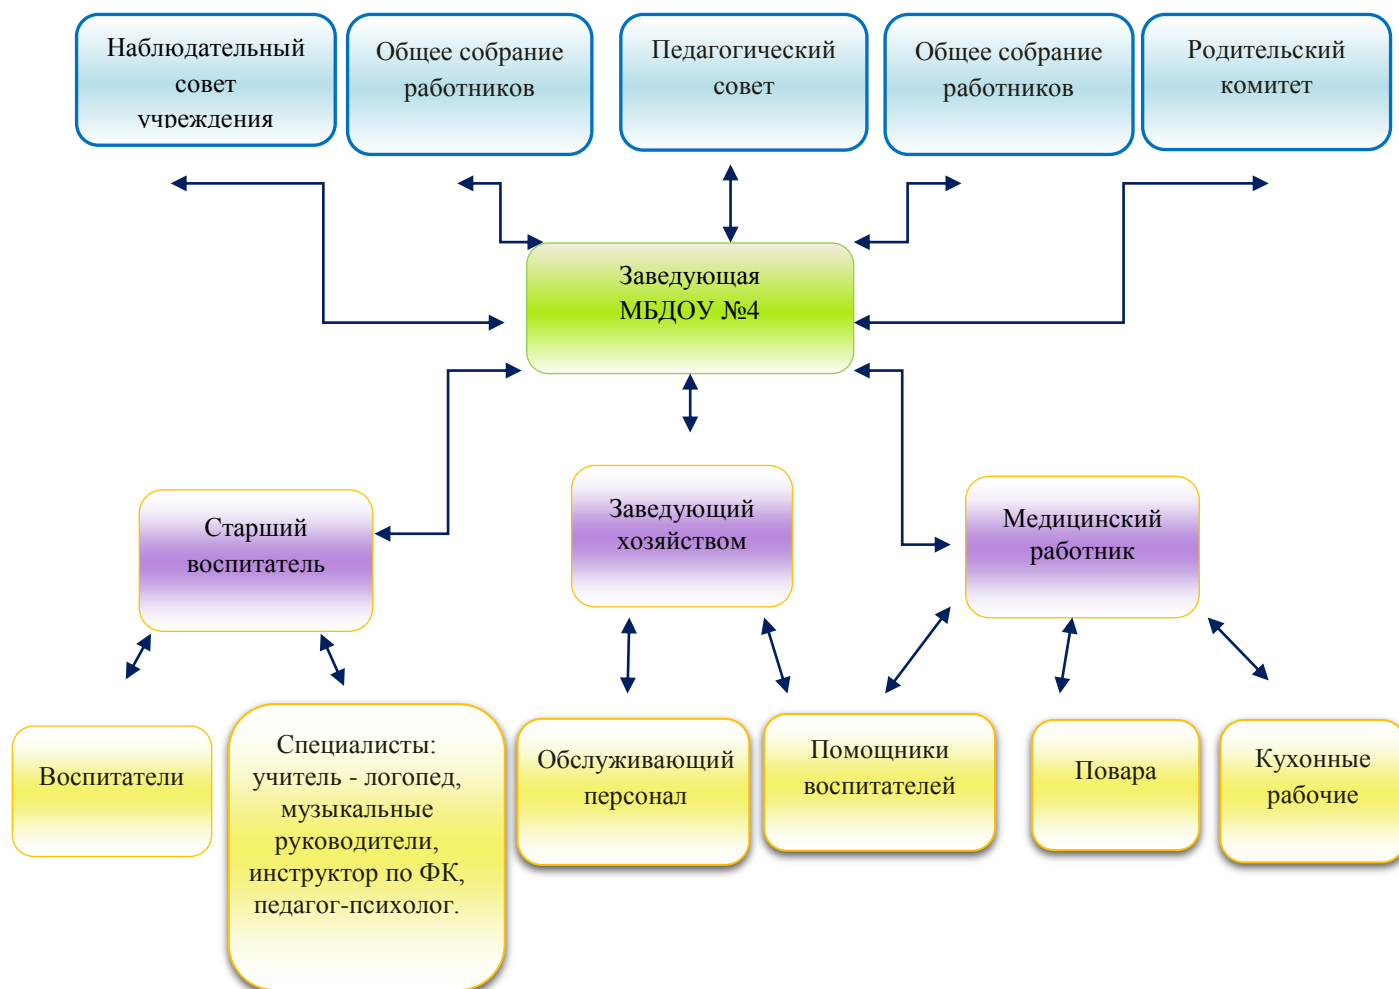 Наблюдательный
совет
учреждения
Общее собрание
работников
Педагогический
совет
Общее собрание
работников
Родительский
комитет
Заведующая
МБДОУ №4
Старший
воспитатель
Заведующий
хозяйством
Медицинский
работник
Воспитатели
Специалисты:
учитель - логопед,
музыкальные
руководители,
инструктор по ФК,
педагог-психолог.
Обслуживающий
персонал
Помощники
воспитателей
Повара
Кухонные
рабочие